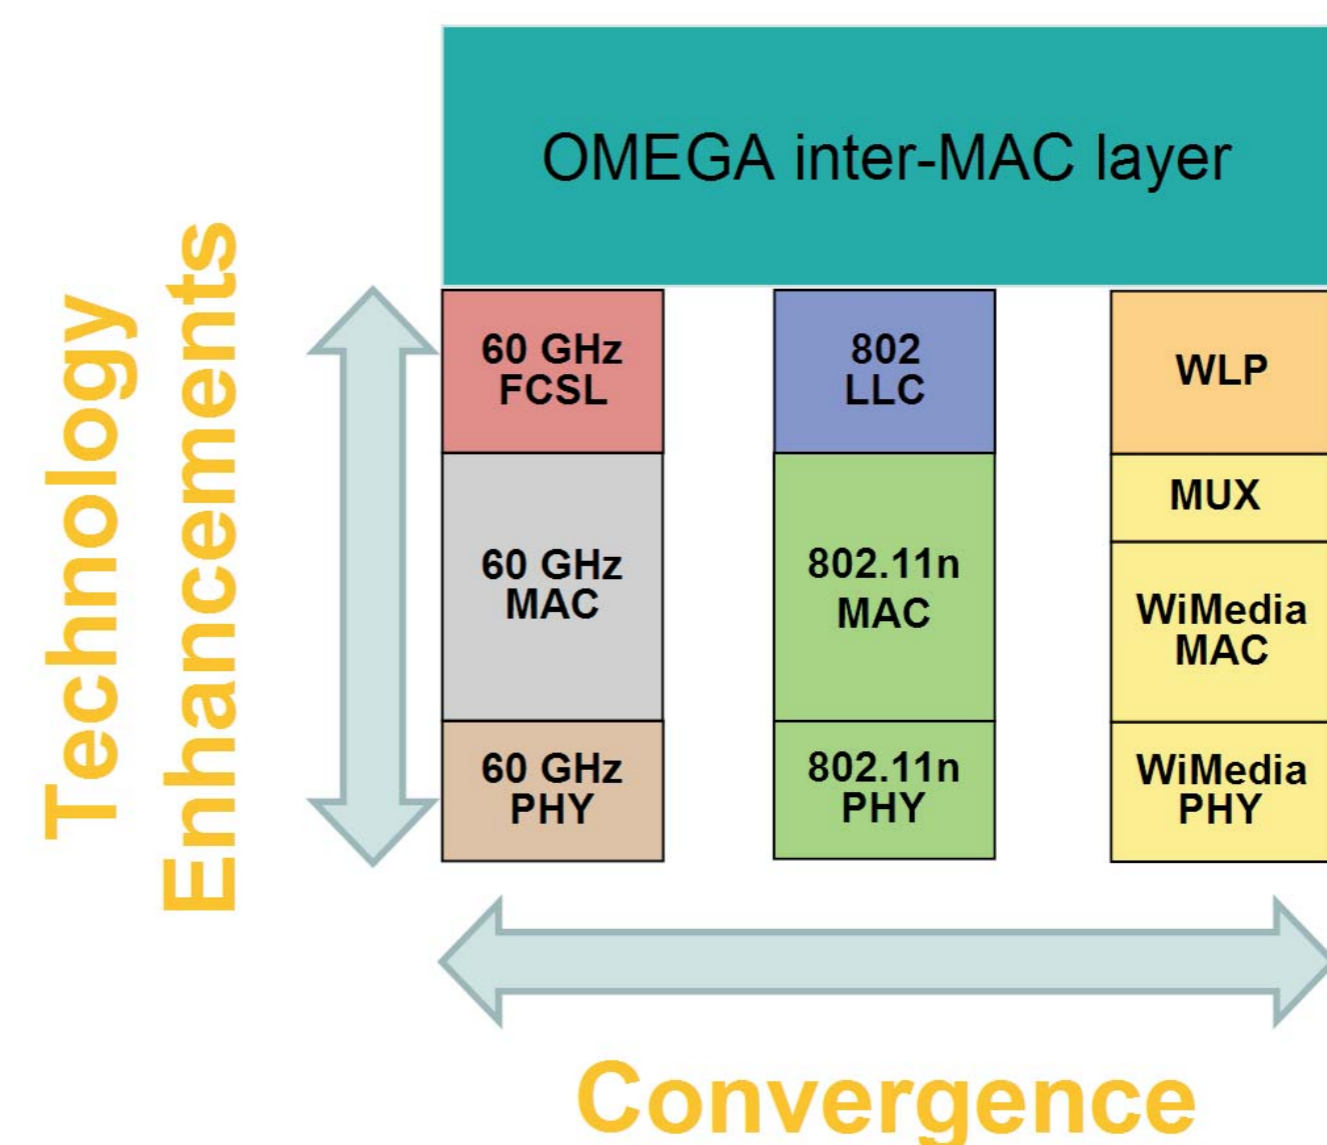 OMEGA inter-MAC layer
Technology
Enhancements
60 GHz
FCSL
802
LLC
WLP
MUX
60 GHz
MAC
802.11n
MAC
WiMedia
MAC
60 GHz
PHY
802.11n
PHY
WiMedia
PHY
Convergence